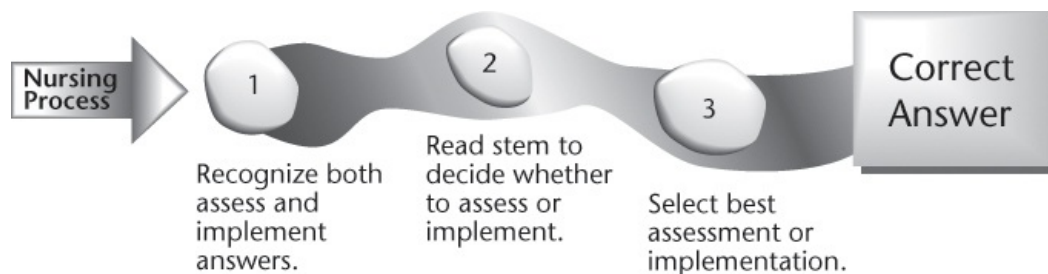 Nursing
Process
1
Recognize both
assess and
implement
answers.
2
Read stem to
decide whether
to assess or
implement.
3
Select best
assessment or
implementation.
Correct
Answer